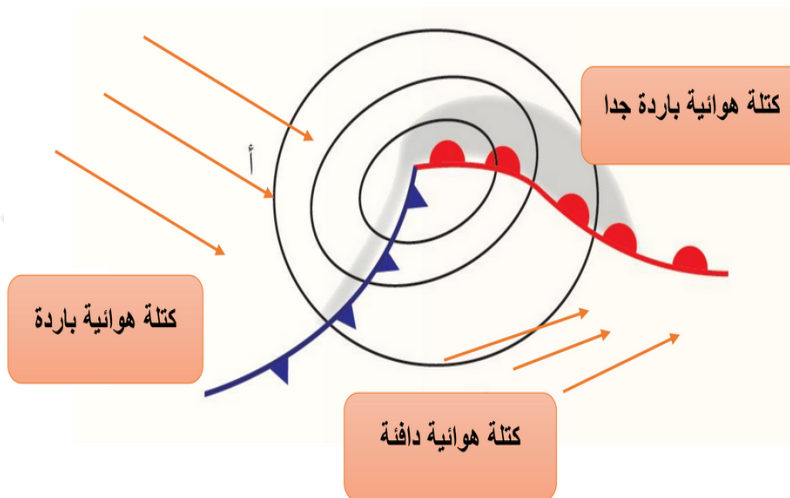 كتلة هوائية باردة جدا
أ
كتلة هوائية باردة
كتلة هوائية دافئة